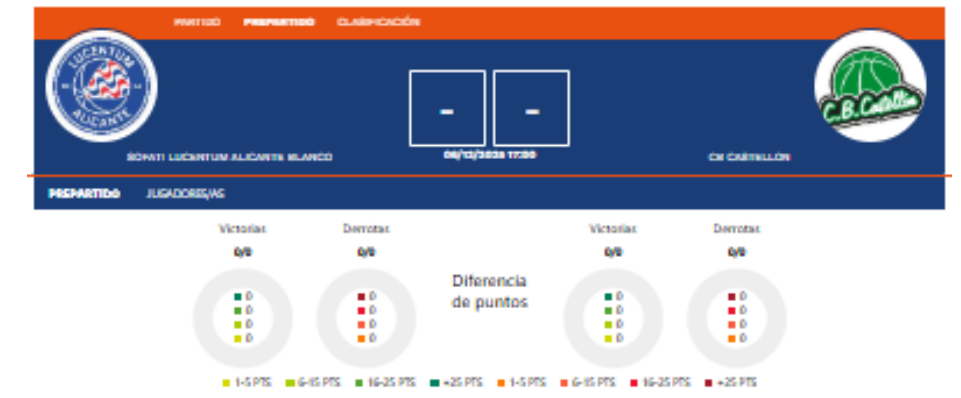 PARTIDO PREPARTIDO CLASIFICACIÓN
LUCENTUM
ALICANTE
C.B. Castellón
- -
LUCENTUM ALICANTE BLANCO
17:00
CB CASTELLÓN
PREPARTIDO JUGADORES/AS
Victorias Derrotas Victorias Derrotas
0/0 0/0 0/0 0/0
Diferencia
de puntos
0 0 0 0
0 0 0 0
0 0 0 0
0 0 0 0
1-5 PTS 6-15 PTS 16-25 PTS +25 PTS 1-5 PTS 6-15 PTS 16-25 PTS +25 PTS